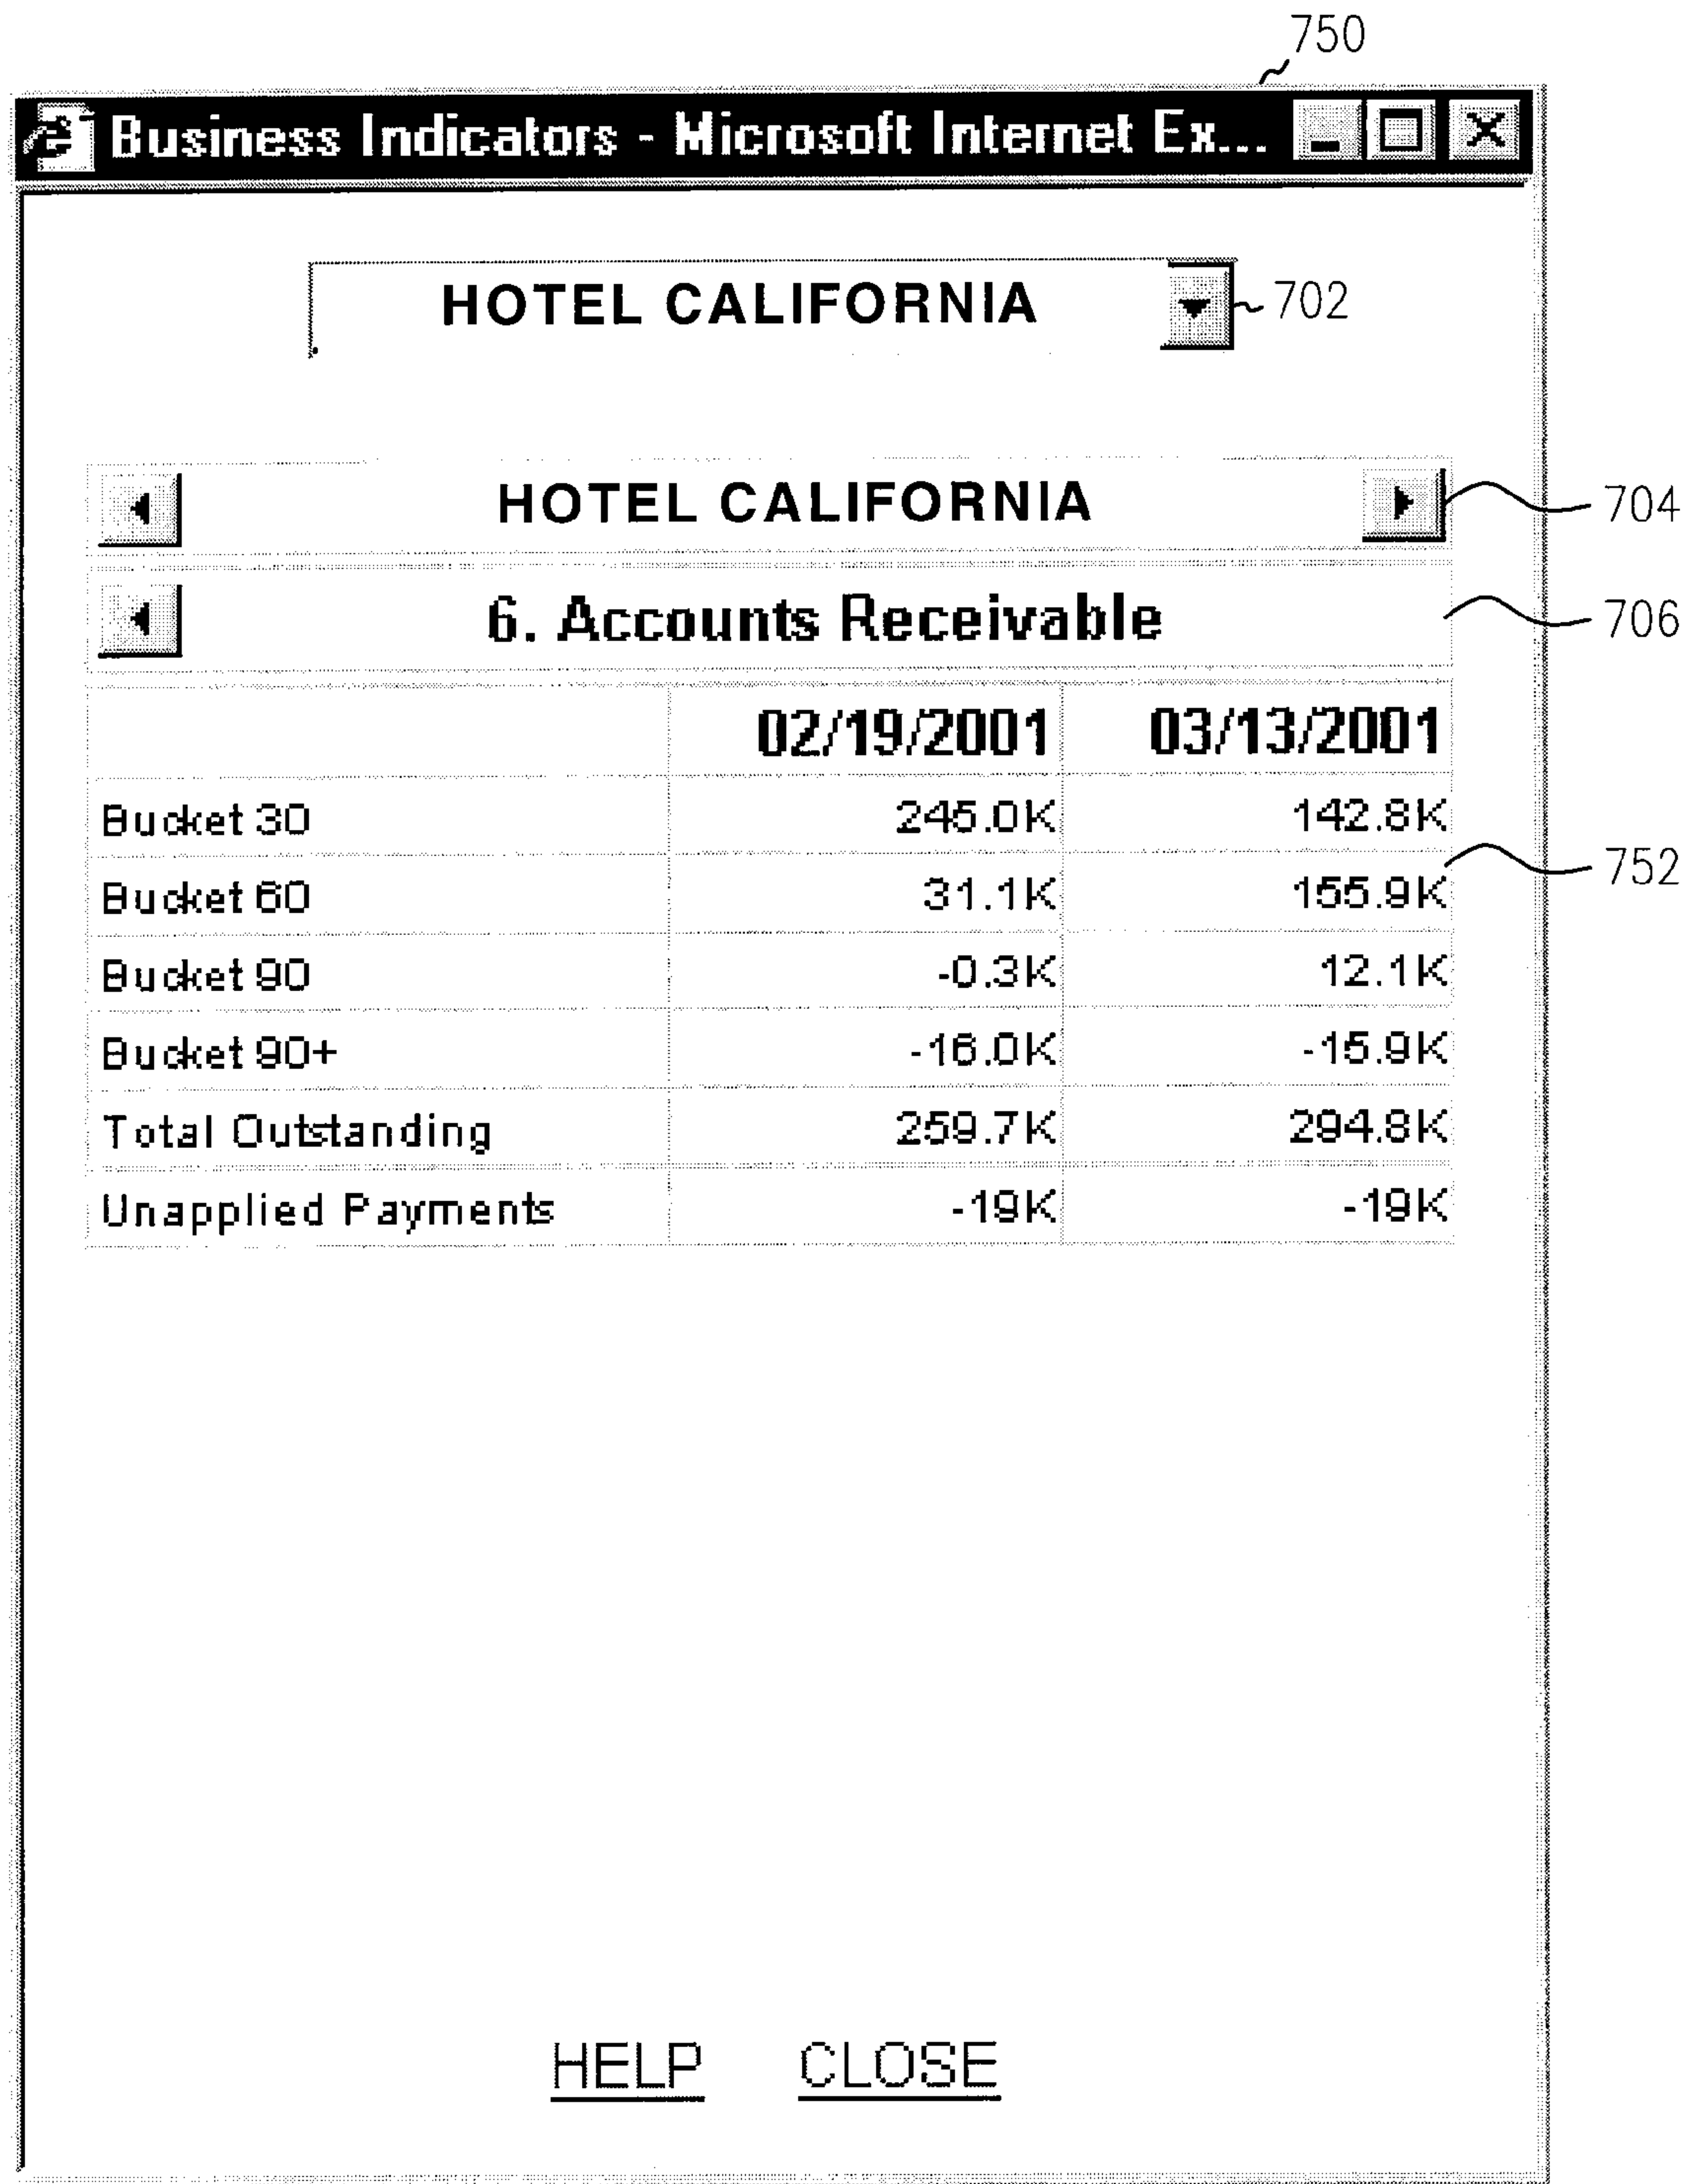 750
Business Indicators - Microsoft Internet Ex...
HOTEL CALIFORNIA 702
HOTEL CALIFORNIA 704
6. Accounts Receivable 706
02/19/2001 03/13/2001
Bucket 30 245.0K 142.8K
752
Bucket 60 31.1K 155.9K
Bucket 90 -0.3K 12.1K
Bucket 90+ -16.0K -15.9K
Total Outstanding 259.7K 294.8K
Unapplied Payments -19K -19K
HELP CLOSE